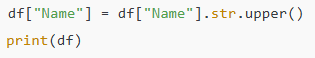 df["Name"] = df["Name"].str.upper()
print(df)